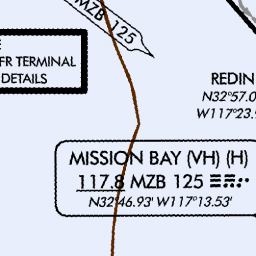 MZB 125
FR TERMINAL
DETAILS
REDIN
N32°57.0
W117°23.9
MISSION BAY (VH) (H)
117.8 MZB 125
N32°46.93' W117°13.53'